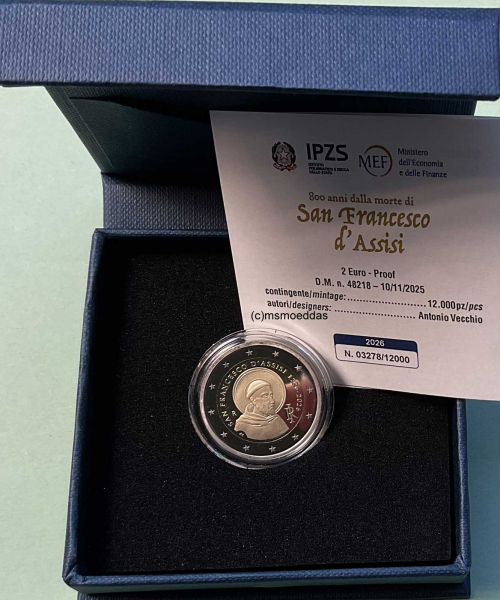 IPZS
ISTITUTO
POLIGRAFICO E ZECCA
DELLO STATO
MEF
Ministero
dell'Economia
e delle Finanze
800 anni dalla morte di
San Francesco
d'Assisi
2 Euro - Proof
D.M. n. 48218 – 10/11/2025
contingente/mintage:........................12.000pz/pcs
autori/designers: ........................ Antonio Vecchio
(c)msmoeddas
2026
N. 03278/12000
SAN FRANCESCO D'ASSISI
R